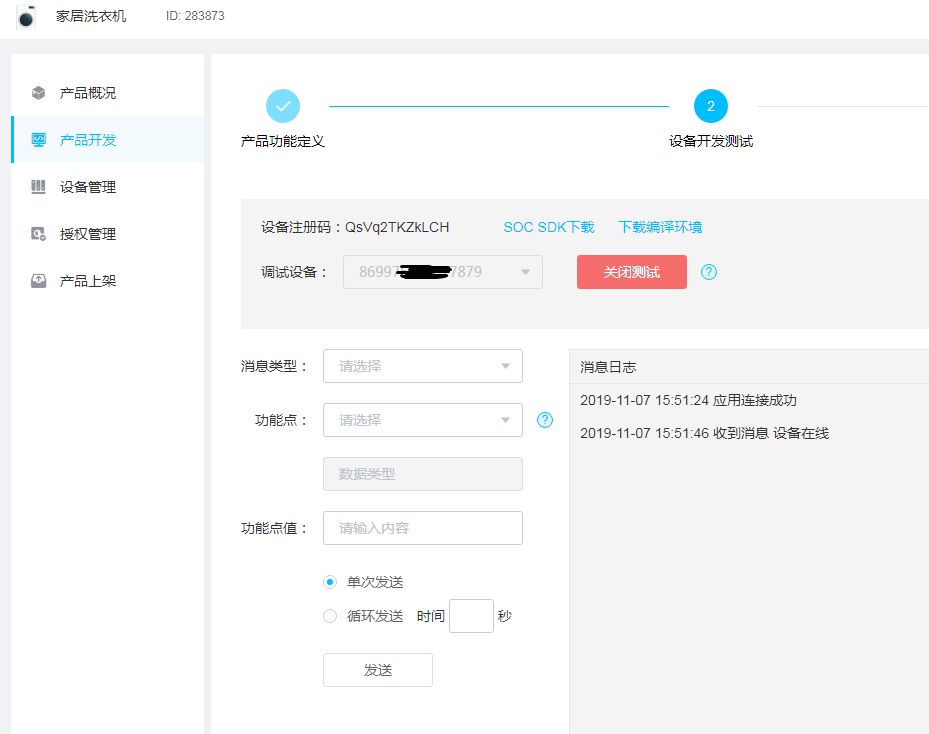 家居洗衣机 ID: 283873
产品概况
产品开发
设备管理
授权管理
产品上架
2
产品功能定义
设备开发测试
设备注册码：QsVq2TKZkLCH SOC SDK下载 下载编译环境
调试设备： 8699 7879 关闭测试 ?
消息类型： 请选择
功能点： 请选择 ?
数据类型
功能点值： 请输入内容
单次发送
循环发送 时间 秒
发送
消息日志
2019-11-07 15:51:24 应用连接成功
2019-11-07 15:51:46 收到消息 设备在线